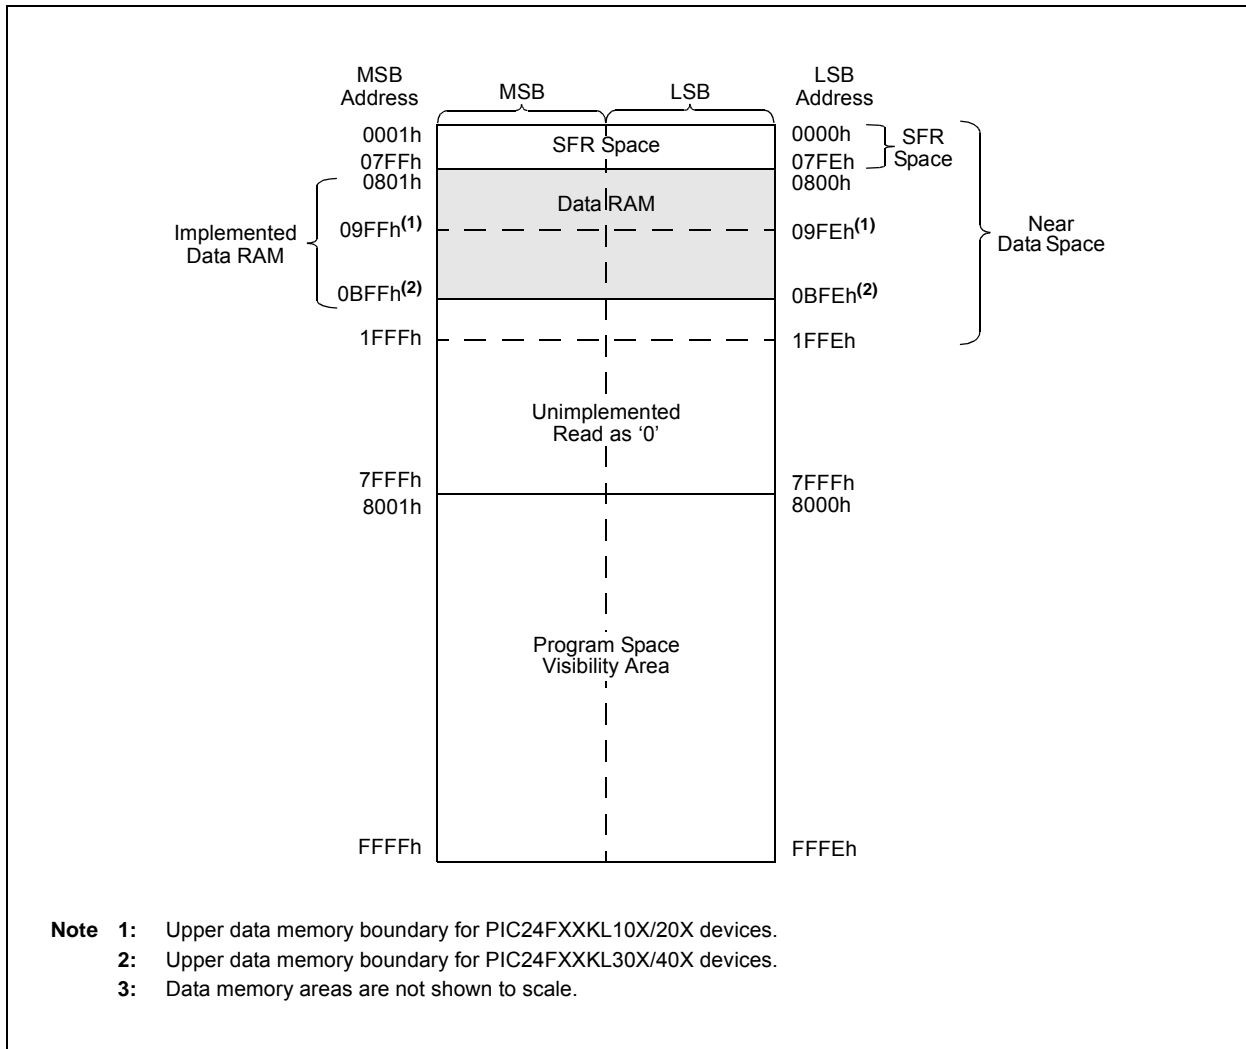 MSB
Address
MSB
LSB
LSB
Address
0001h
SFR Space
0000h
SFR
Space
07FFh
07FEh
0801h
0800h
Data RAM
Implemented
Data RAM
09FFh(1)
09FEh(1)
Near
Data Space
0BFFh(2)
0BFEh(2)
1FFFh
1FFEh
Unimplemented
Read as ‘0’
7FFFh
7FFFh
8001h
8000h
Program Space
Visibility Area
FFFFh
FFFEh
Note 1: Upper data memory boundary for PIC24FXXKL10X/20X devices.
2: Upper data memory boundary for PIC24FXXKL30X/40X devices.
3: Data memory areas are not shown to scale.